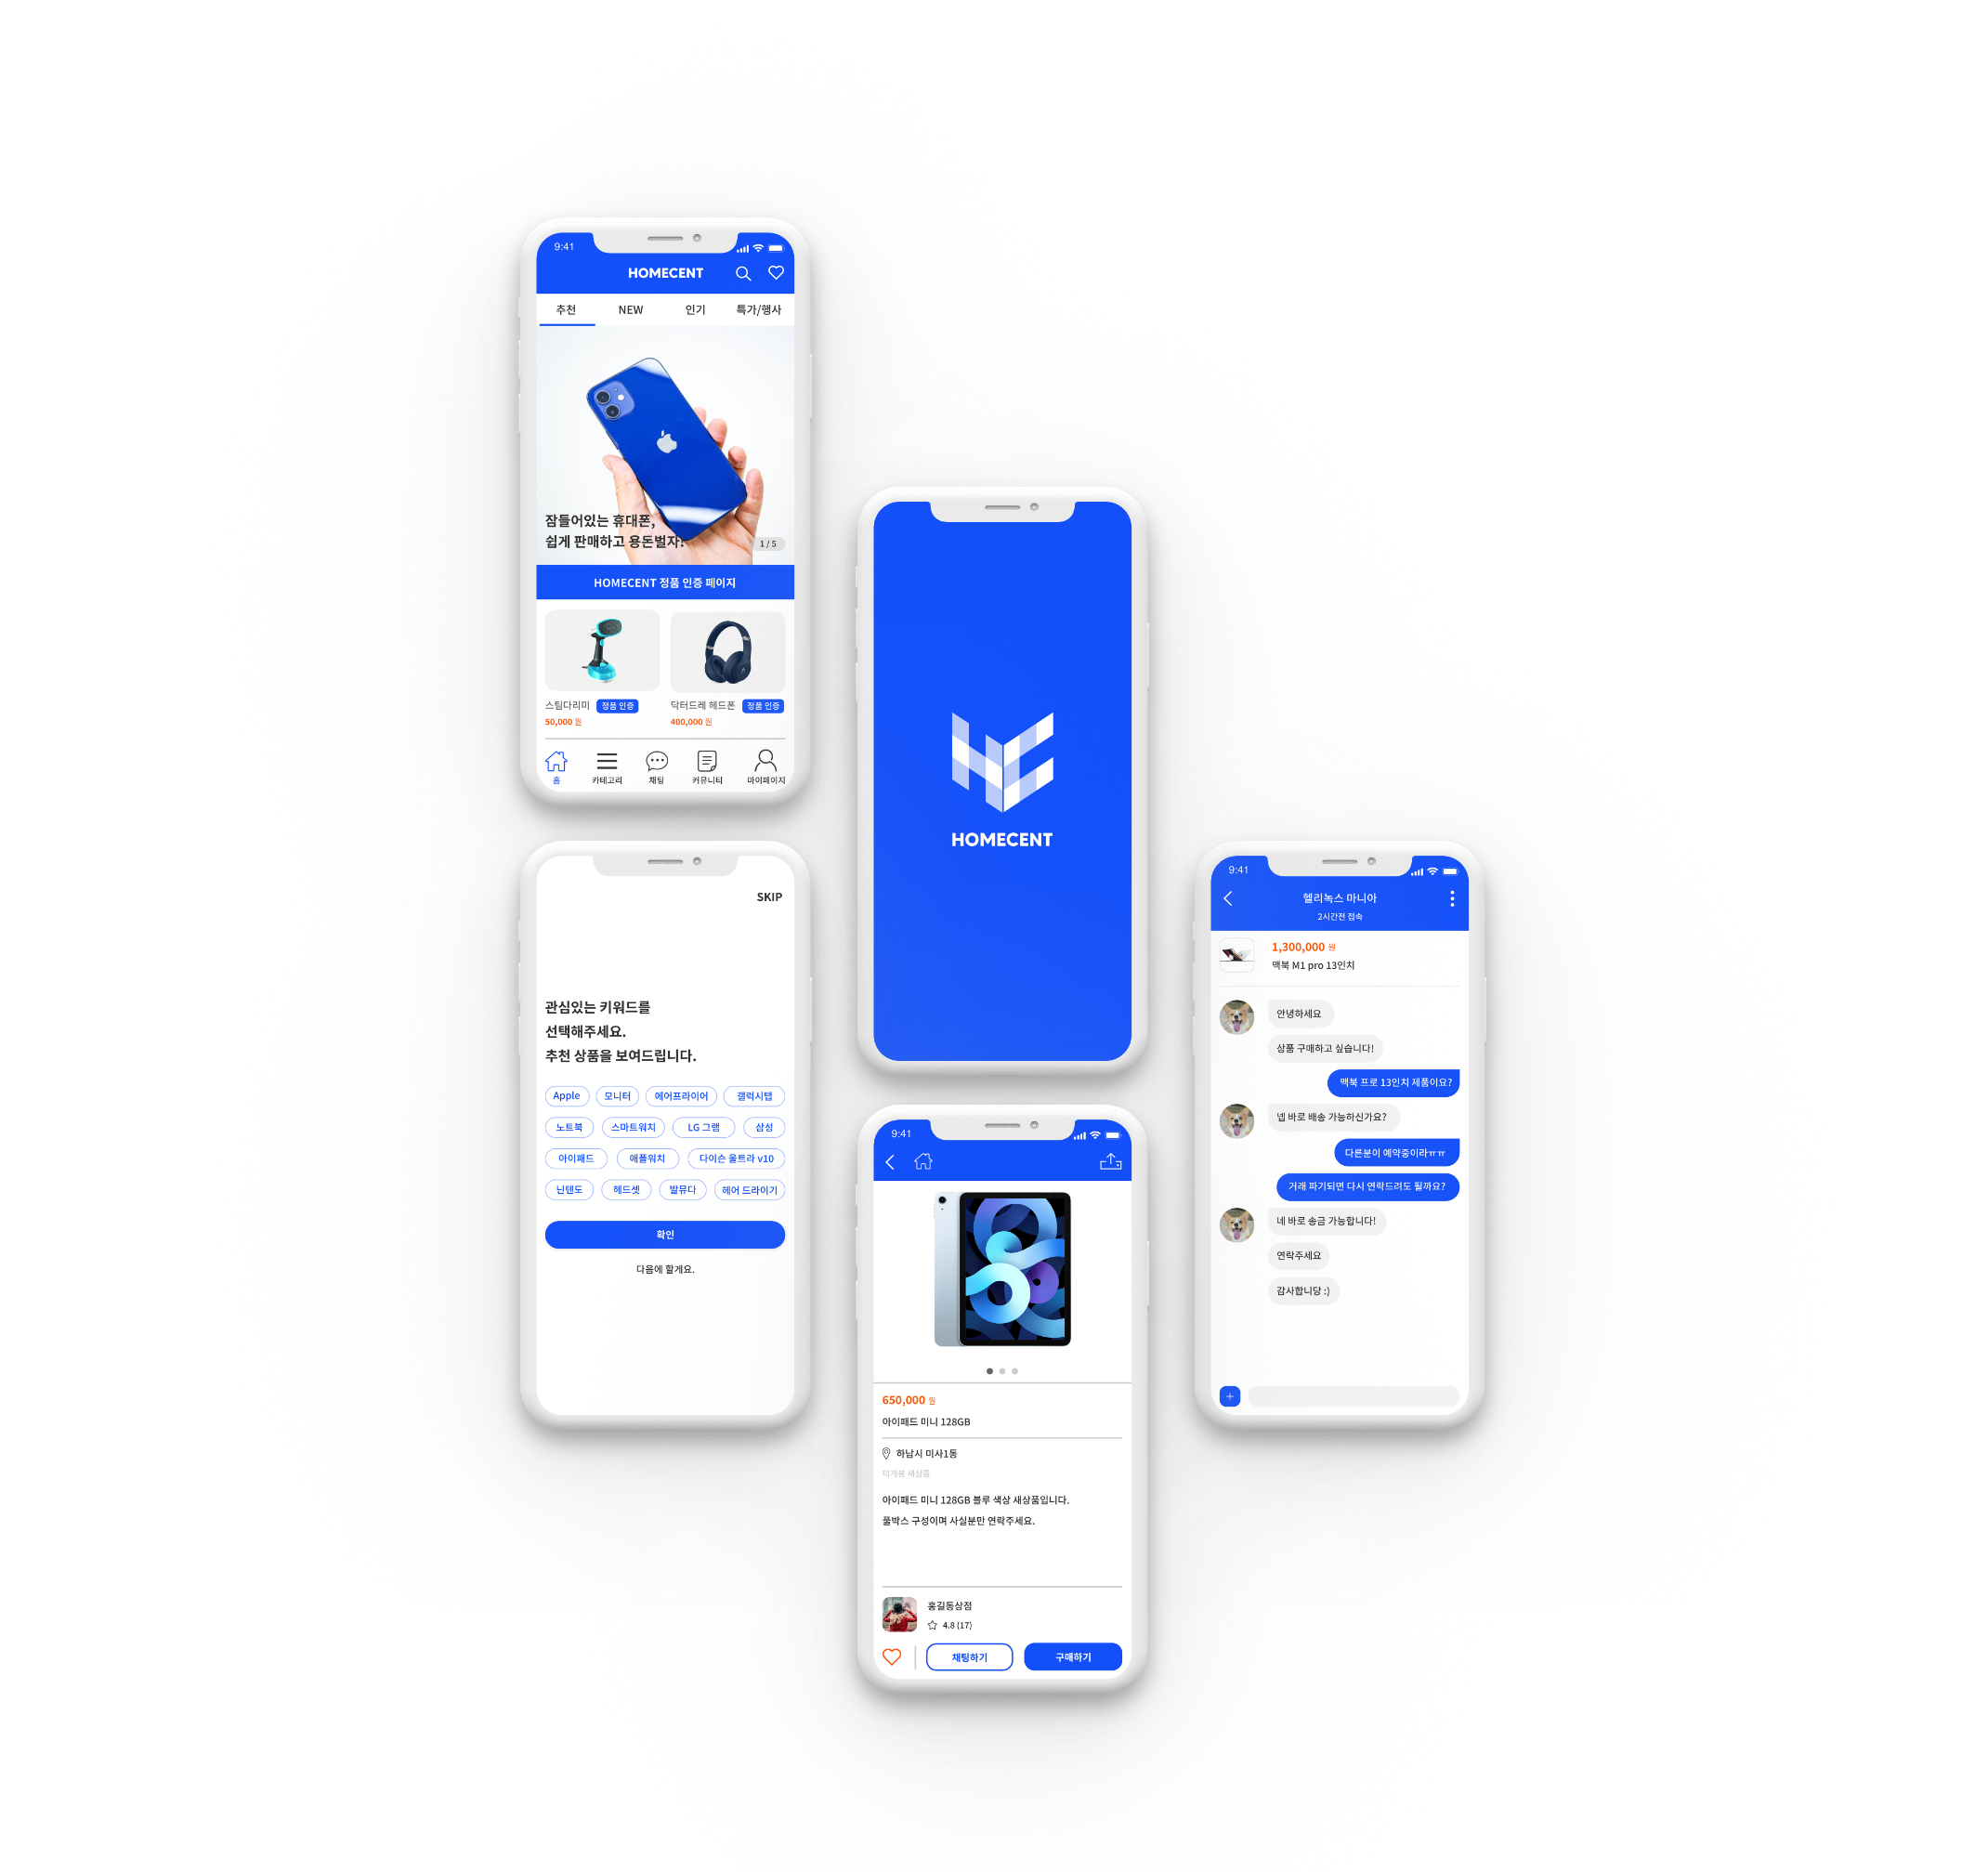 9:41
HOMECENT
추천 NEW 인기 특가/행사
잠들어있는 휴대폰,
쉽게 판매하고 용돈벌자!
1 / 5
HOMECENT 정품 인증 페이지
스팀다리미 정품 인증
50,000 원
닥터드레 헤드폰 정품 인증
400,000 원
홈 카테고리 채팅 커뮤니티 마이페이지
HOMECENT
SKIP
관심있는 키워드를
선택해주세요.
추천 상품을 보여드립니다.
Apple 모니터 에어프라이어 갤럭시탭
노트북 스마트워치 LG 그램 삼성
아이패드 애플워치 다이슨 울트라 v10
닌텐도 헤드셋 발뮤다 헤어 드라이기
확인
다음에 할게요.
9:41
650,000 원
아이패드 미니 128GB
하남시 미사1동
미개봉 새상품
아이패드 미니 128GB 블루 색상 새상품입니다.
풀박스 구성이며 사실분만 연락주세요.
홍길동상점
4.8 (17)
채팅하기 구매하기
9:41
헬리녹스 마니아
2시간전 접속
1,300,000 원
맥북 M1 pro 13인치
안녕하세요
상품 구매하고 싶습니다!
맥북 프로 13인치 제품이요?
넵 바로 배송 가능하신가요?
다른분이 예약중이라ㅠㅠ
거래 파기되면 다시 연락드려도 될까요?
네 바로 송금 가능합니다!
연락주세요
감사합니당 :)